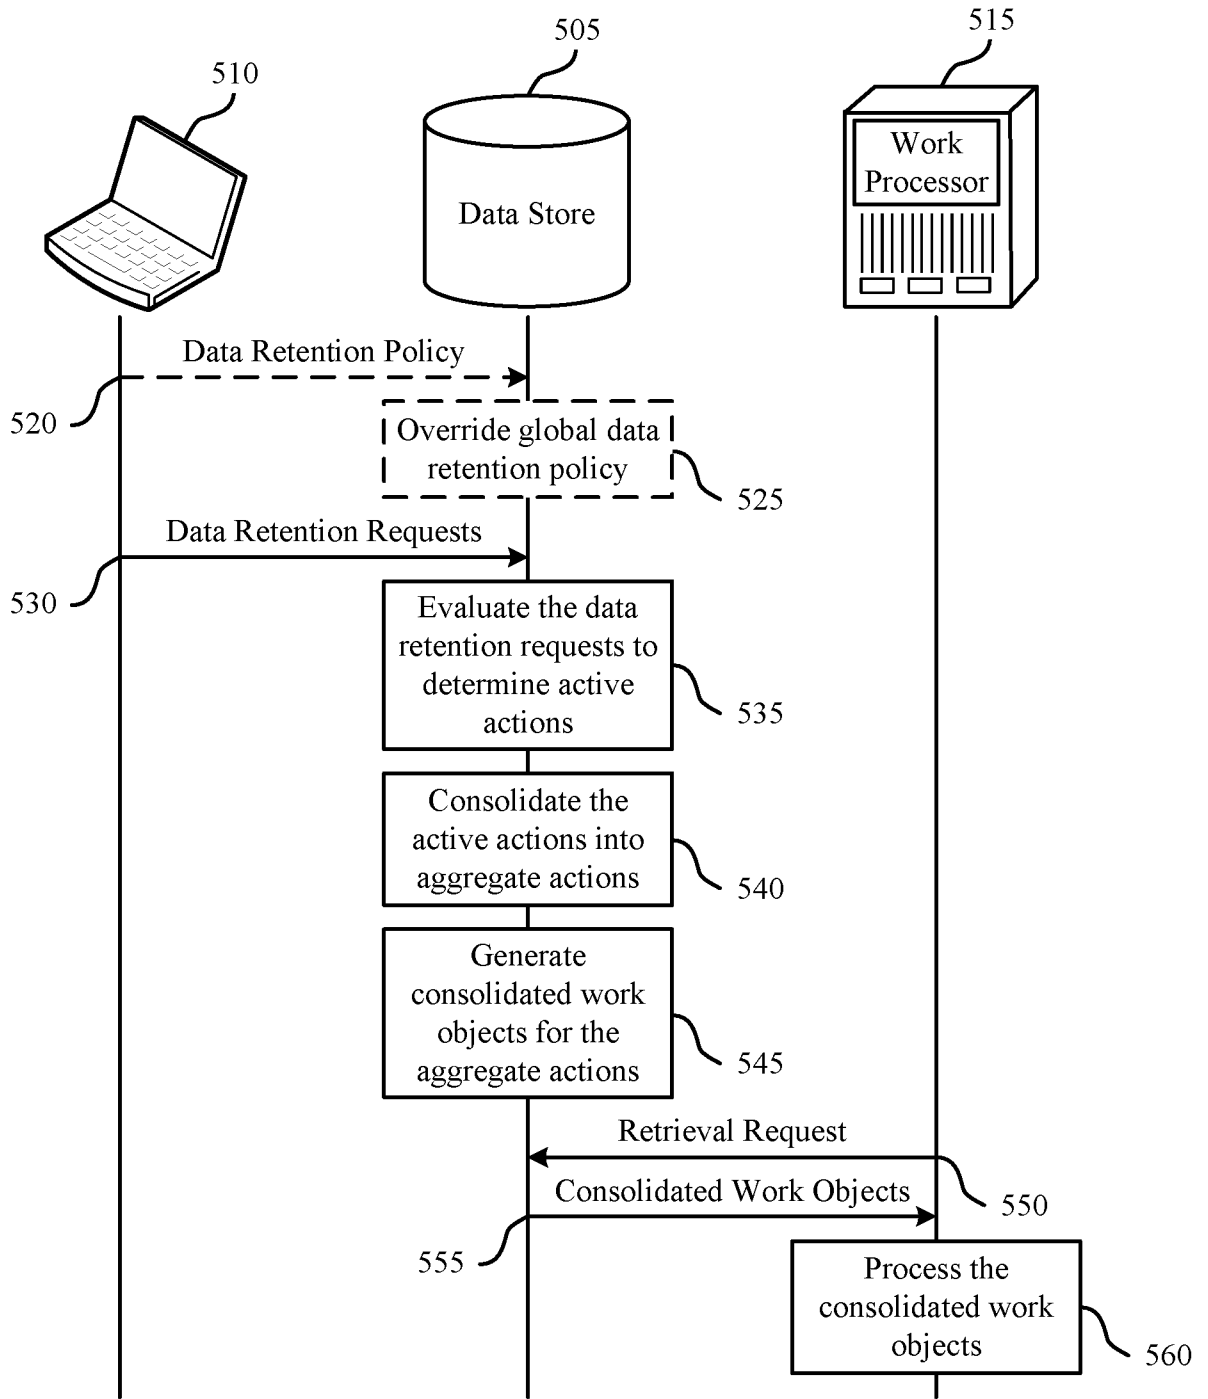 505
515
510
Work
Processor
Data Store
Data Retention Policy
520
Override global data
retention policy
525
Data Retention Requests
530
Evaluate the data
retention requests to
determine active
actions
535
Consolidate the
active actions into
aggregate actions
540
Generate
consolidated work
objects for the
aggregate actions
545
Retrieval Request
550
Consolidated Work Objects
555
Process the
consolidated work
objects
560